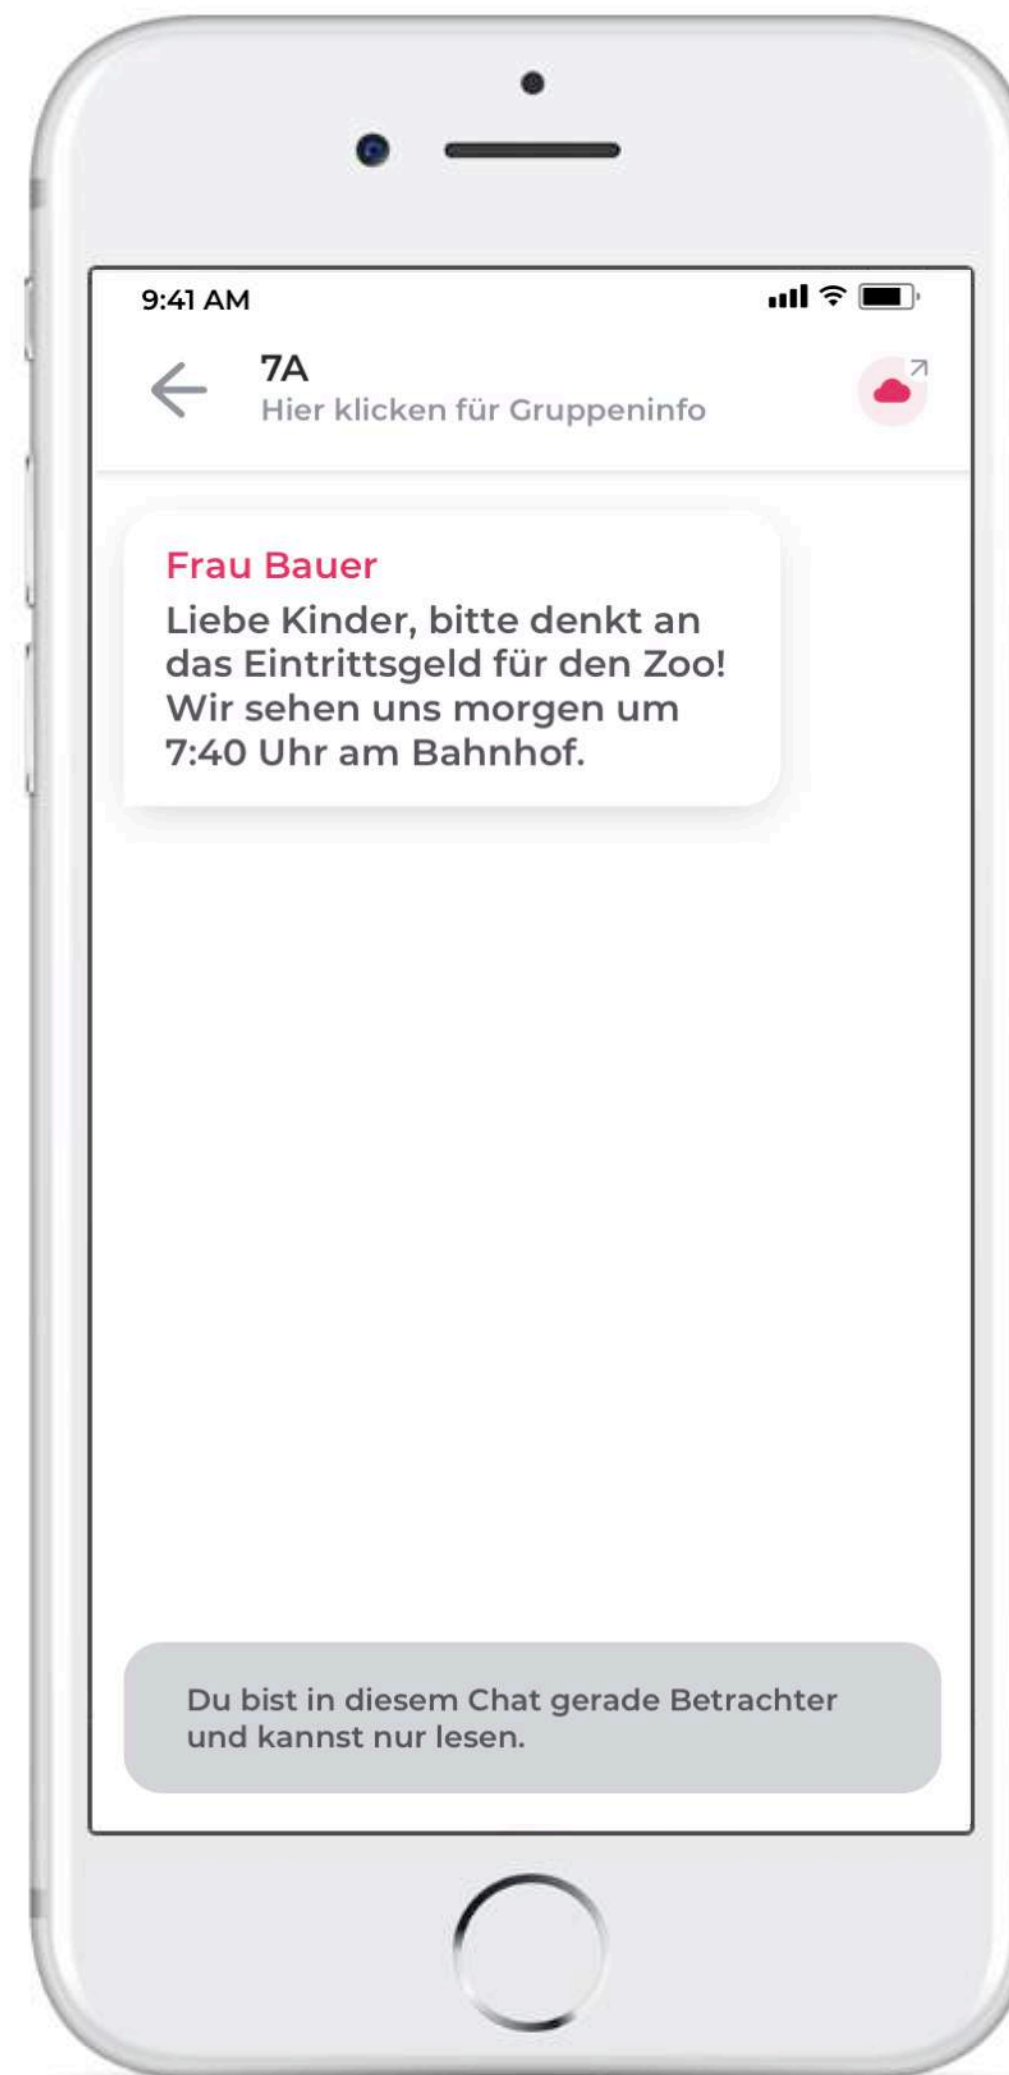 9:41 AM
7A
Hier klicken für Gruppeninfo
Frau Bauer
Liebe Kinder, bitte denkt an
das Eintrittsgeld für den Zoo!
Wir sehen uns morgen um
7:40 Uhr am Bahnhof.
Du bist in diesem Chat gerade Betrachter
und kannst nur lesen.